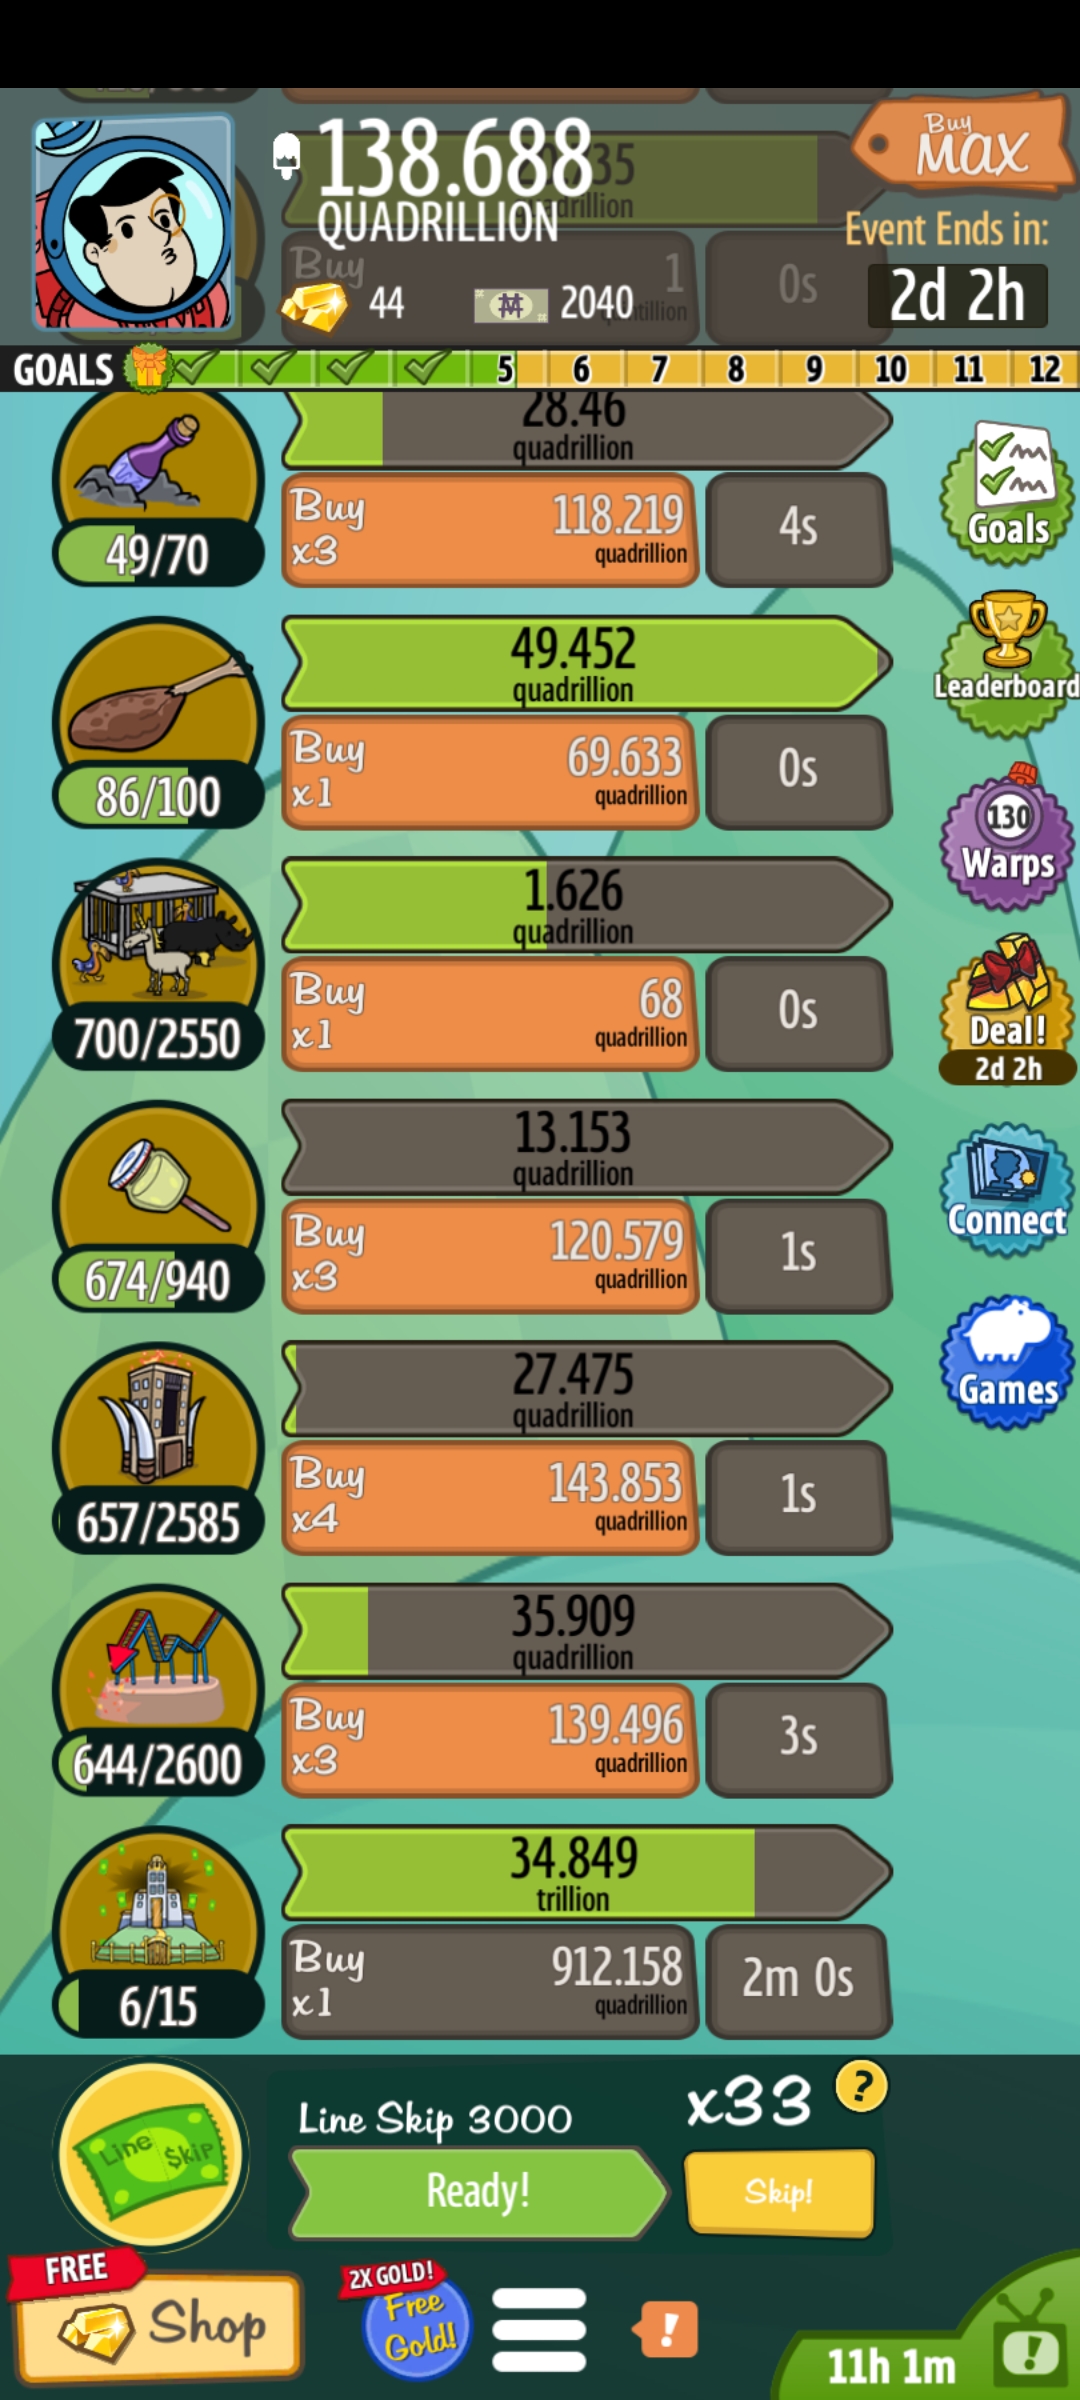 138.688
QUADRILLION
44
2040
Buy
MAX
Event Ends in:
2d 2h
Buy
1
0s
GOALS
5 6 7 8 9 10 11 12
28.46
quadrillion
49/70
Buy
x3
118.219
quadrillion
4s
Goals
49.452
quadrillion
86/100
Buy
x1
69.633
quadrillion
0s
Leaderboard
130
Warps
1.626
quadrillion
700/2550
Buy
x1
68
quadrillion
0s
Deal!
2d 2h
13.153
quadrillion
674/940
Buy
x3
120.579
quadrillion
1s
Connect
27.475
quadrillion
657/2585
Buy
x4
143.853
quadrillion
1s
Games
35.909
quadrillion
644/2600
Buy
x3
139.496
quadrillion
3s
34.849
trillion
6/15
Buy
x1
912.158
quadrillion
2m 0s
Line Skip
Line Skip 3000
x33
?
Ready!
Skip!
FREE
Shop
2X GOLD!
Free
Gold!
!
11h 1m
!